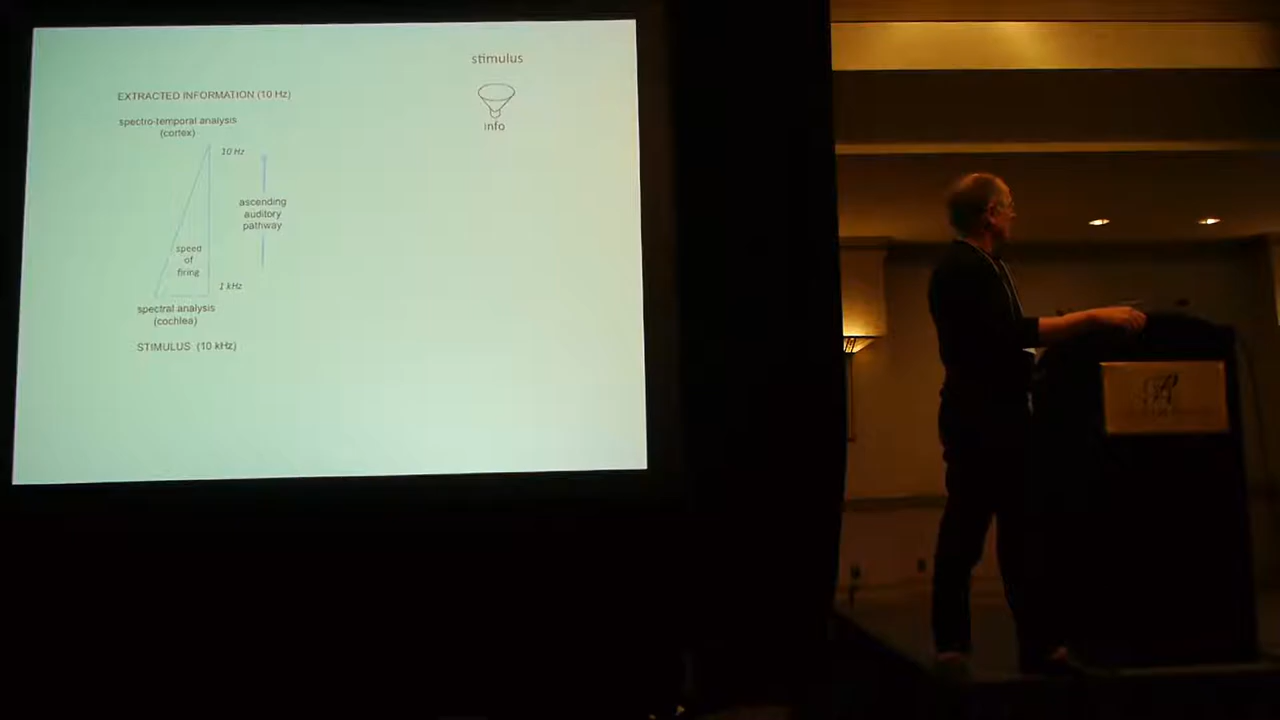 stimulus
info
EXTRACTED INFORMATION (10 Hz)
spectro-temporal analysis
(cortex)
10 Hz
ascending
auditory
pathway
speed
of
firing
1 kHz
spectral analysis
(cochlea)
STIMULUS (10 kHz)